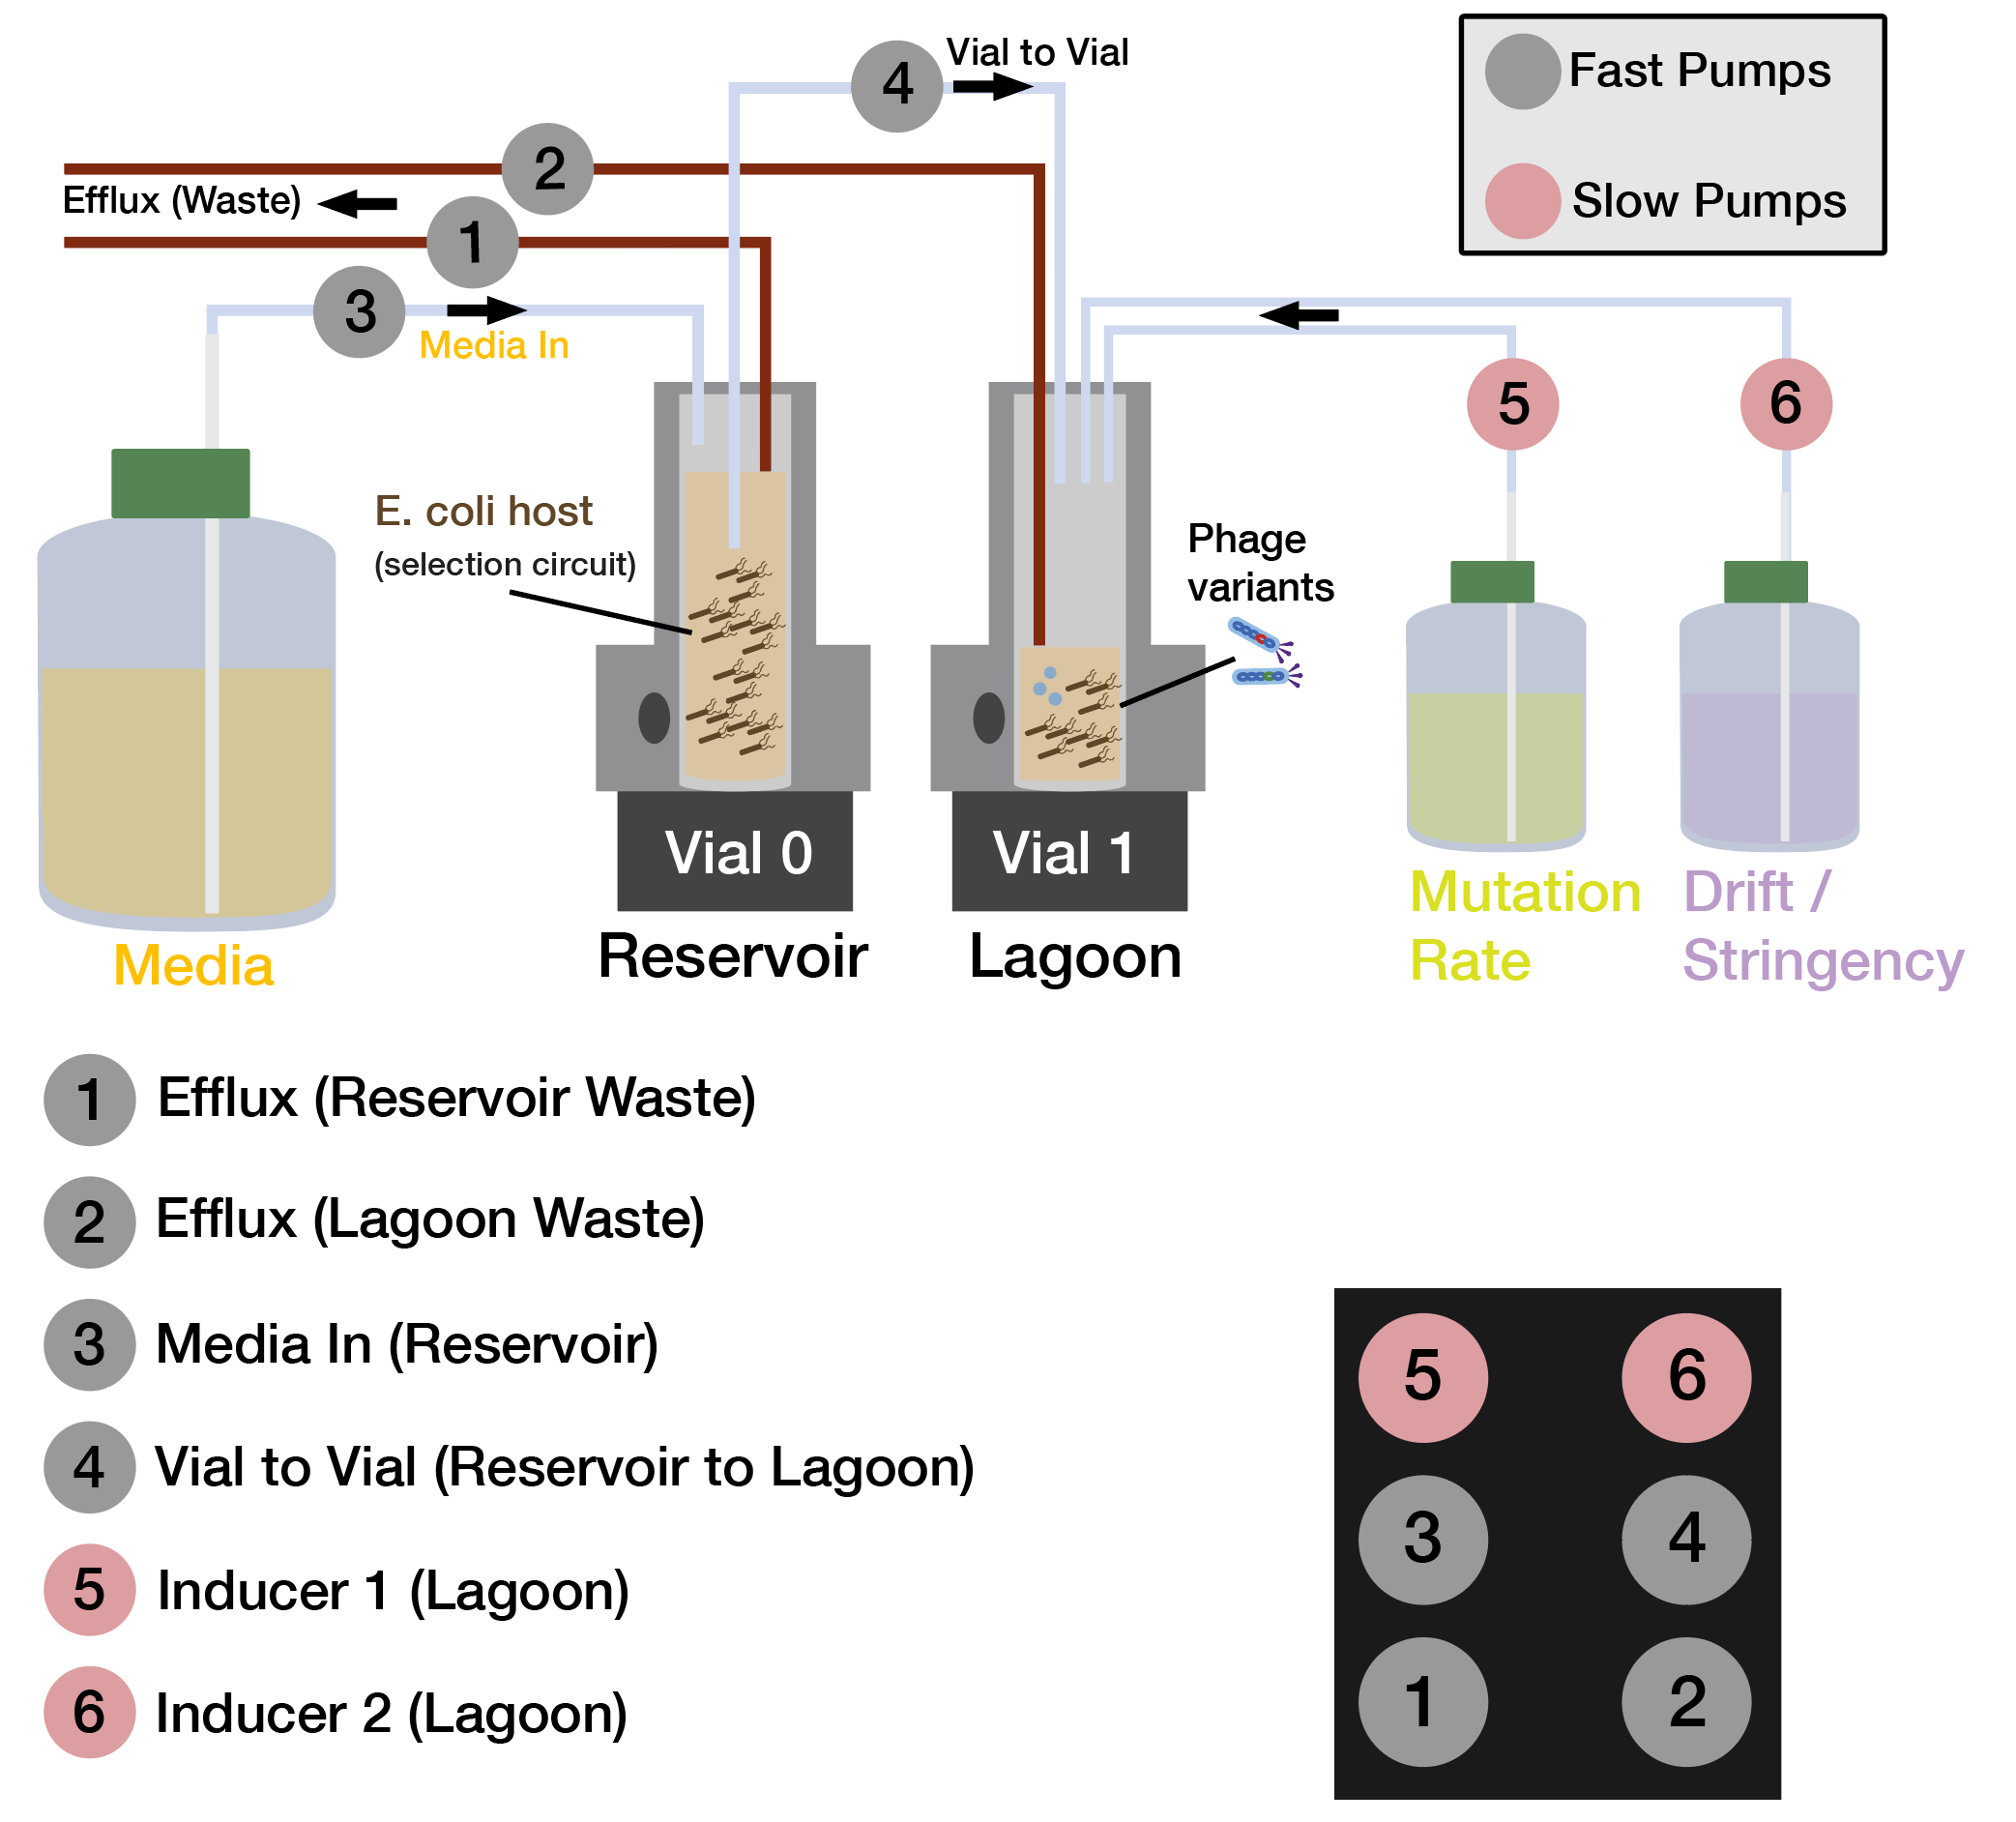 4
Vial to Vial
Fast Pumps
Slow Pumps
2
Efflux (Waste)
1
3
Media In
5
6
E. coli host
(selection circuit)
Phage
variants
Vial 0
Vial 1
Media
Reservoir
Lagoon
Mutation
Rate
Drift /
Stringency
1 Efflux (Reservoir Waste)
2 Efflux (Lagoon Waste)
3 Media In (Reservoir)
4 Vial to Vial (Reservoir to Lagoon)
5 Inducer 1 (Lagoon)
6 Inducer 2 (Lagoon)
5 6
3 4
1 2